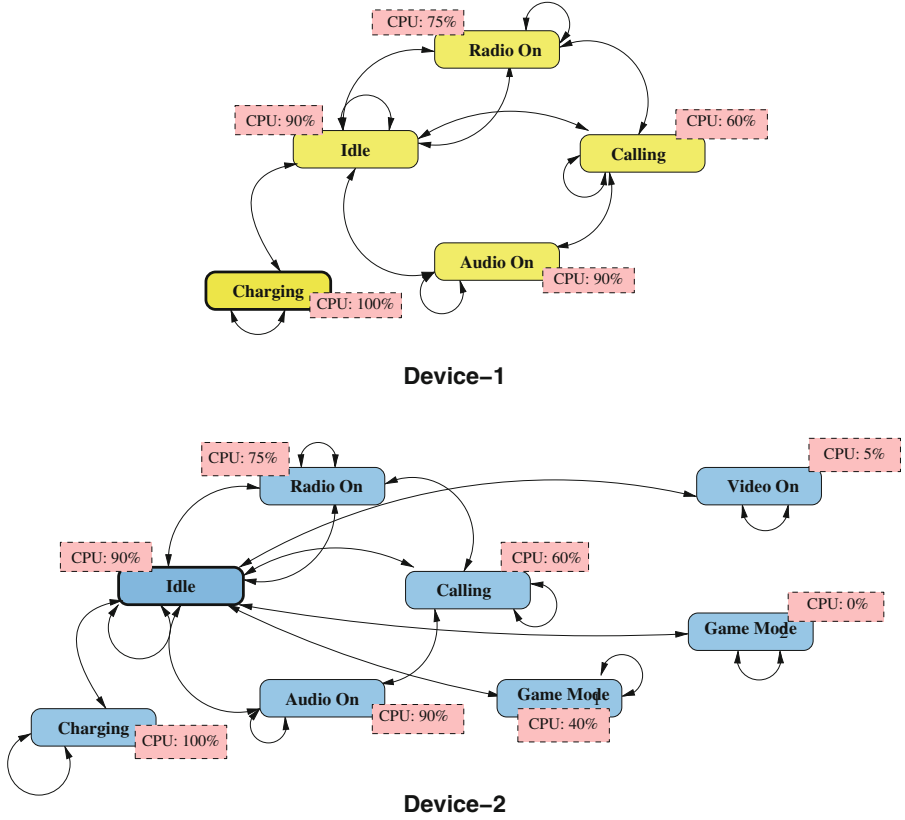 CPU: 75%
Radio On
CPU: 90%
CPU: 60%
Idle
Calling
Audio On
CPU: 90%
Charging
CPU: 100%
Device–1
CPU: 75%
CPU: 5%
Radio On
Video On
CPU: 90%
CPU: 60%
Idle
Calling
CPU: 0%
Game Mode 2
Audio On
Game Mode 1
CPU: 90%
CPU: 40%
Charging
CPU: 100%
Device–2